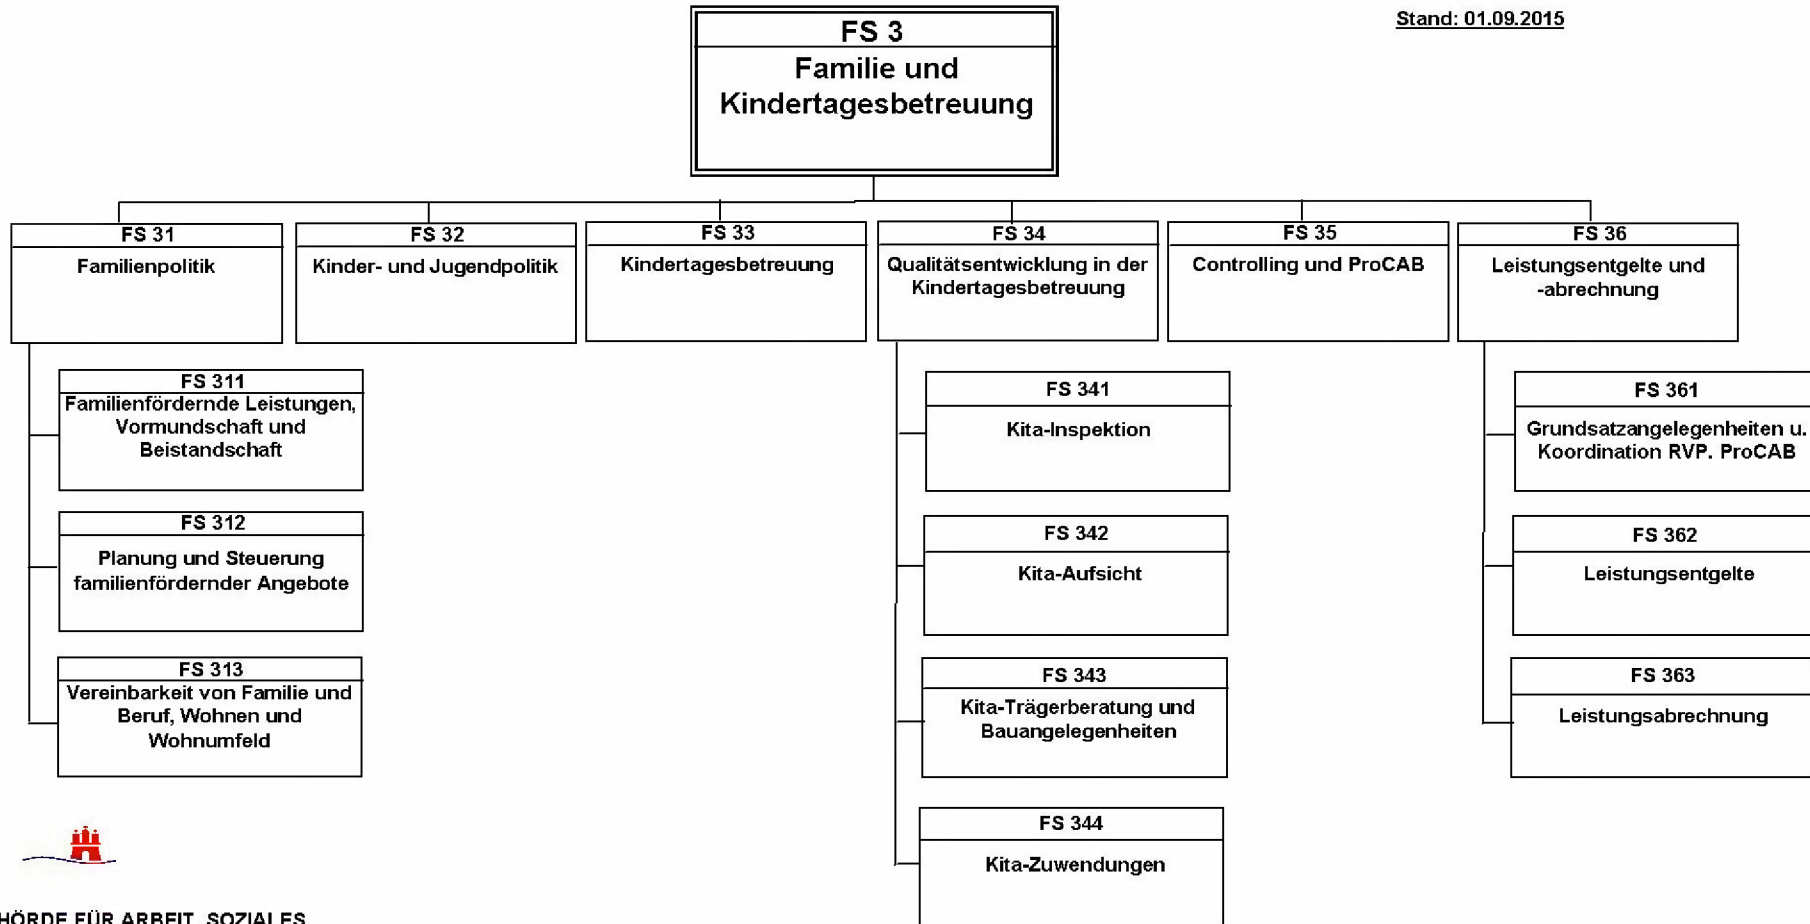 Stand: 01.09.2015
FS 3
Familie und
Kindertagesbetreuung
FS 31
Familienpolitik
FS 32
Kinder- und Jugendpolitik
FS 33
Kindertagesbetreuung
FS 34
Qualitätsentwicklung in der
Kindertagesbetreuung
FS 35
Controlling und ProCAB
FS 36
Leistungsentgelte und
-abrechnung
FS 311
Familienfördernde Leistungen,
Vormundschaft und
Beistandschaft
FS 312
Planung und Steuerung
familienfördernder Angebote
FS 313
Vereinbarkeit von Familie und
Beruf, Wohnen und
Wohnumfeld
FS 341
Kita-Inspektion
FS 342
Kita-Aufsicht
FS 343
Kita-Trägerberatung und
Bauangelegenheiten
FS 344
Kita-Zuwendungen
FS 361
Grundsatzangelegenheiten u.
Koordination RVP. ProCAB
FS 362
Leistungsentgelte
FS 363
Leistungsabrechnung
HÖRDE FÜR ARBEIT, SOZIALES